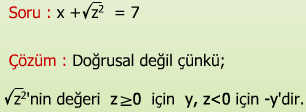 Soru : x +√z² = 7
Çözüm : Doğrusal değil çünkü;
√z²'nin değeri z≥0 için y, z<0 için -y'dir.